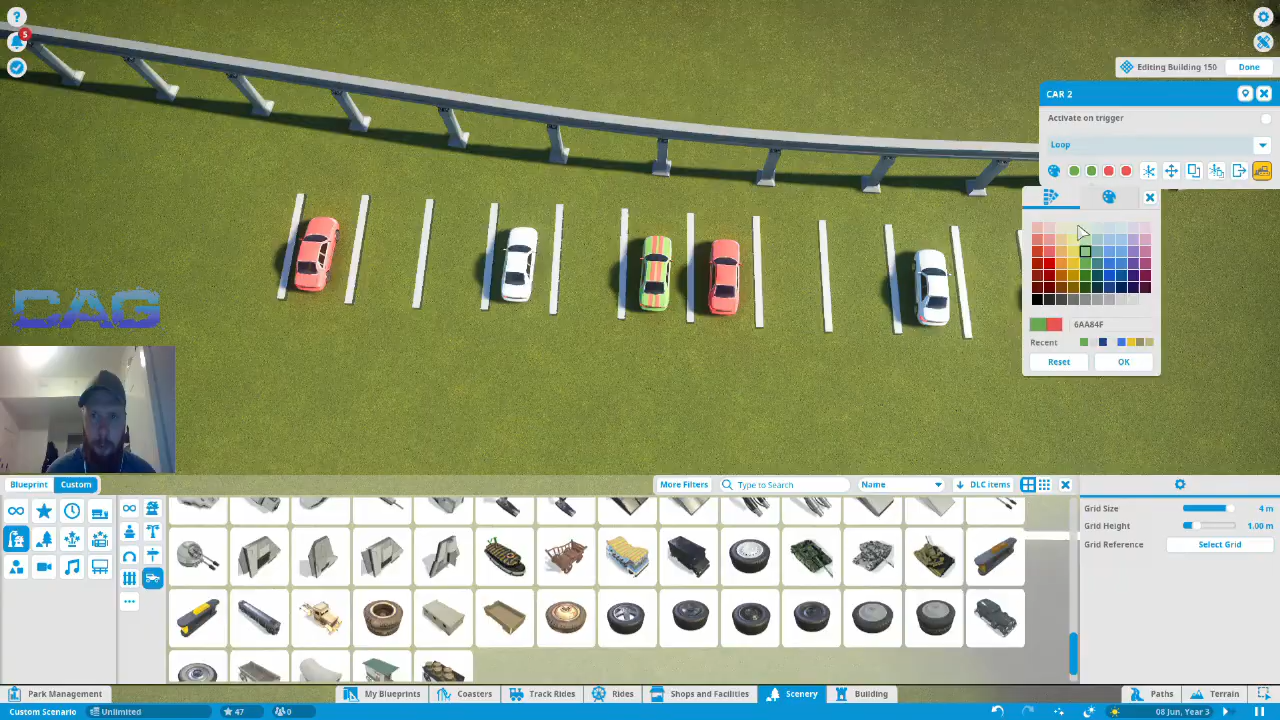 ?
5
Editing Building 150 Done
CAR 2
Activate on trigger
Loop
6AA84F
Recent
Reset OK
CAG
Blueprint Custom
More Filters Type to Search Name DLC items
Grid Size 4 m
Grid Height 1.00 m
Grid Reference Select Grid
Park Management My Blueprints Coasters Track Rides Rides Shops and Facilities Scenery Building Paths Terrain
Custom Scenario Unlimited 47 0 08 Jun, Year 3